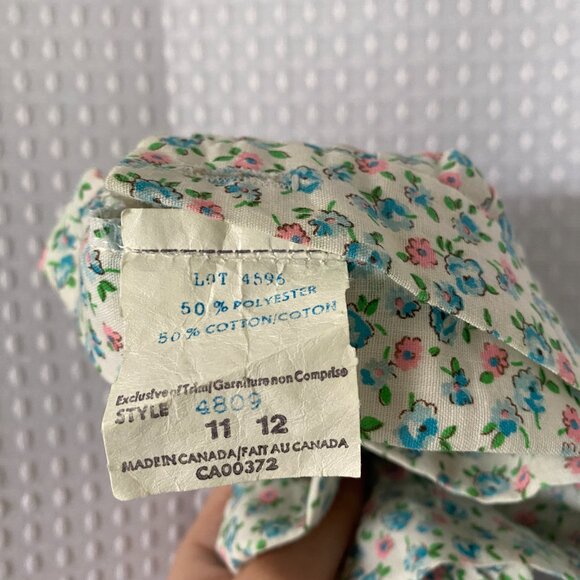 LOT 4596
50 % POLYESTER
50 % COTTON/COTON
Exclusive of Trim/Garniture non Comprise
STYLE 4809
11 12
MADE IN CANADA/FAIT AU CANADA
CA00372